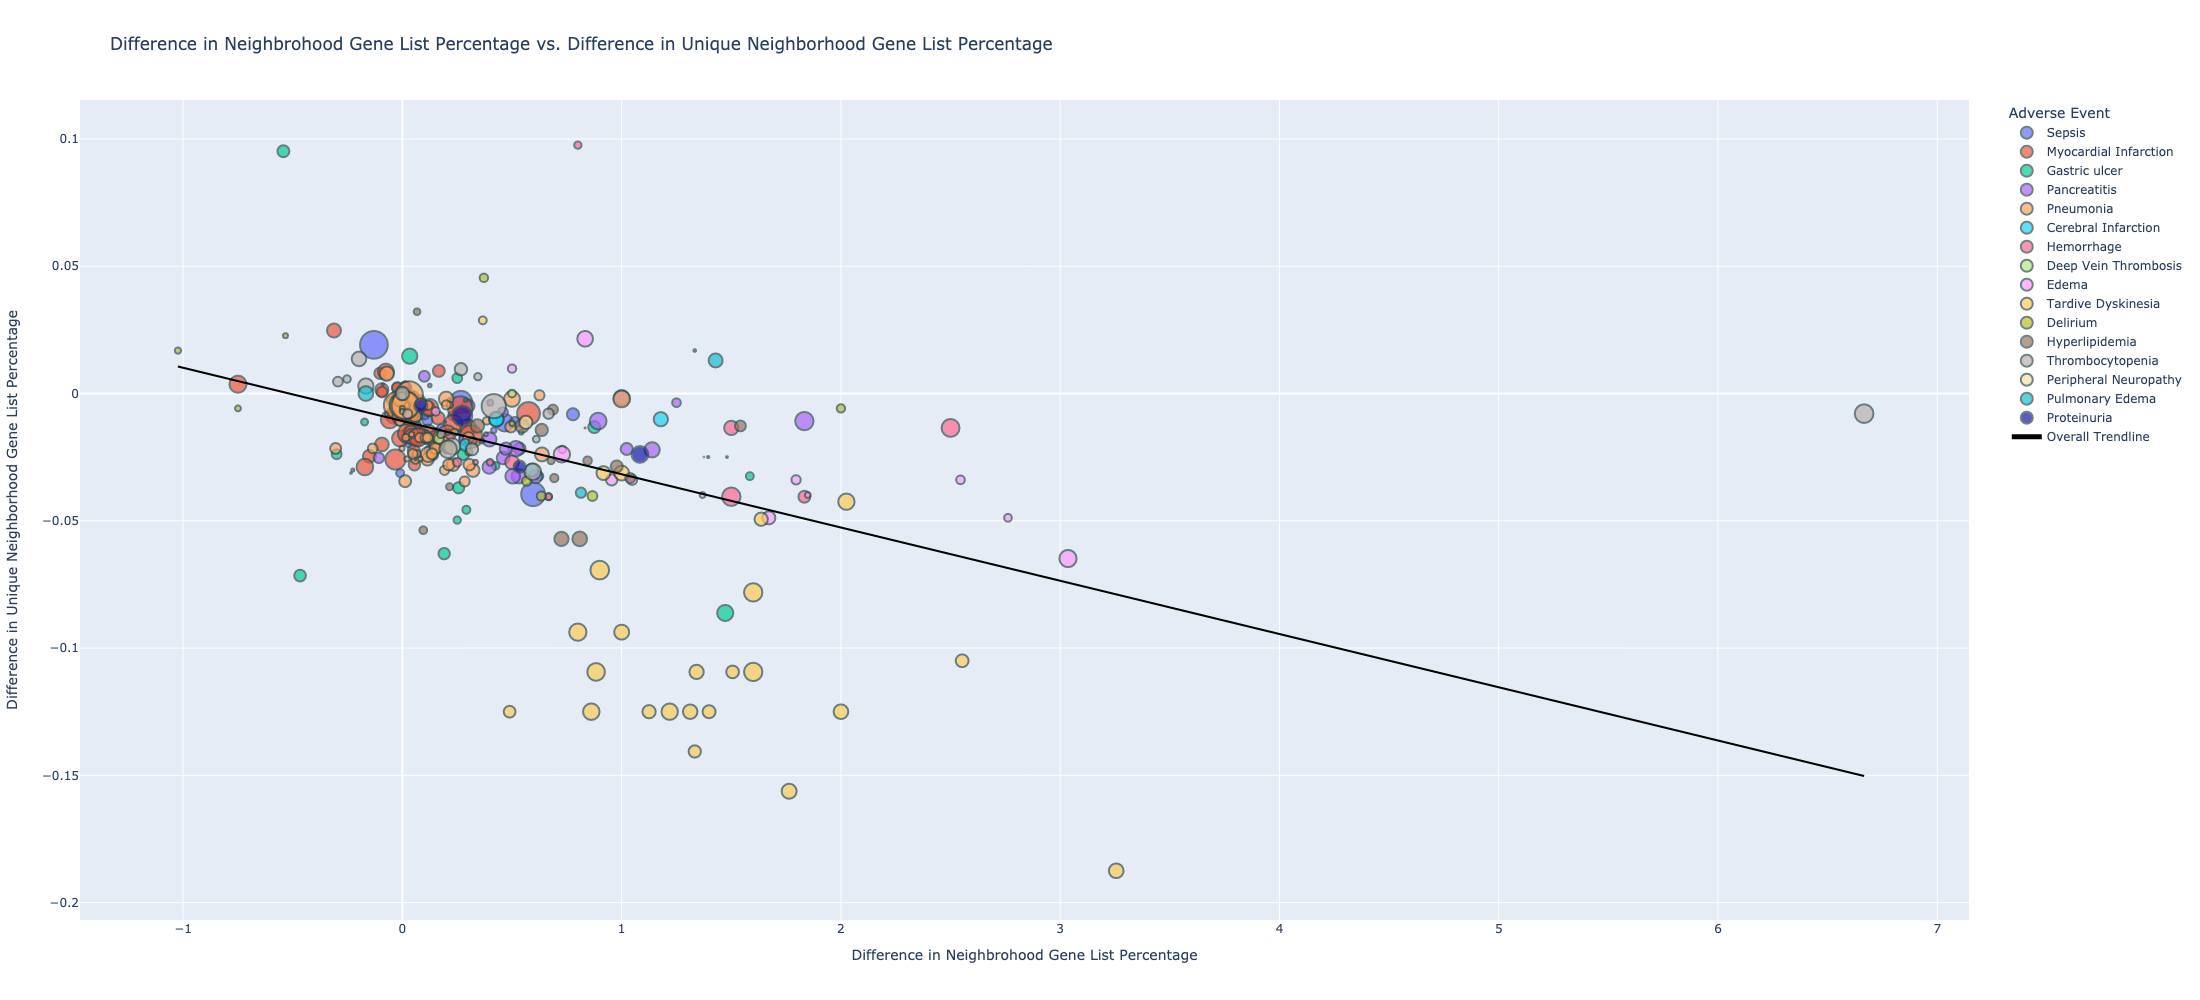 Difference in Neighbrohood Gene List Percentage vs. Difference in Unique Neighborhood Gene List Percentage
Difference in Unique Neighborhood Gene List Percentage
0.1
0.05
0
−0.05
−0.1
−0.15
−0.2
−1
0
1
2
3
4
5
6
7
Difference in Neighbrohood Gene List Percentage
Adverse Event
Sepsis
Myocardial Infarction
Gastric ulcer
Pancreatitis
Pneumonia
Cerebral Infarction
Hemorrhage
Deep Vein Thrombosis
Edema
Tardive Dyskinesia
Delirium
Hyperlipidemia
Thrombocytopenia
Peripheral Neuropathy
Pulmonary Edema
Proteinuria
Overall Trendline